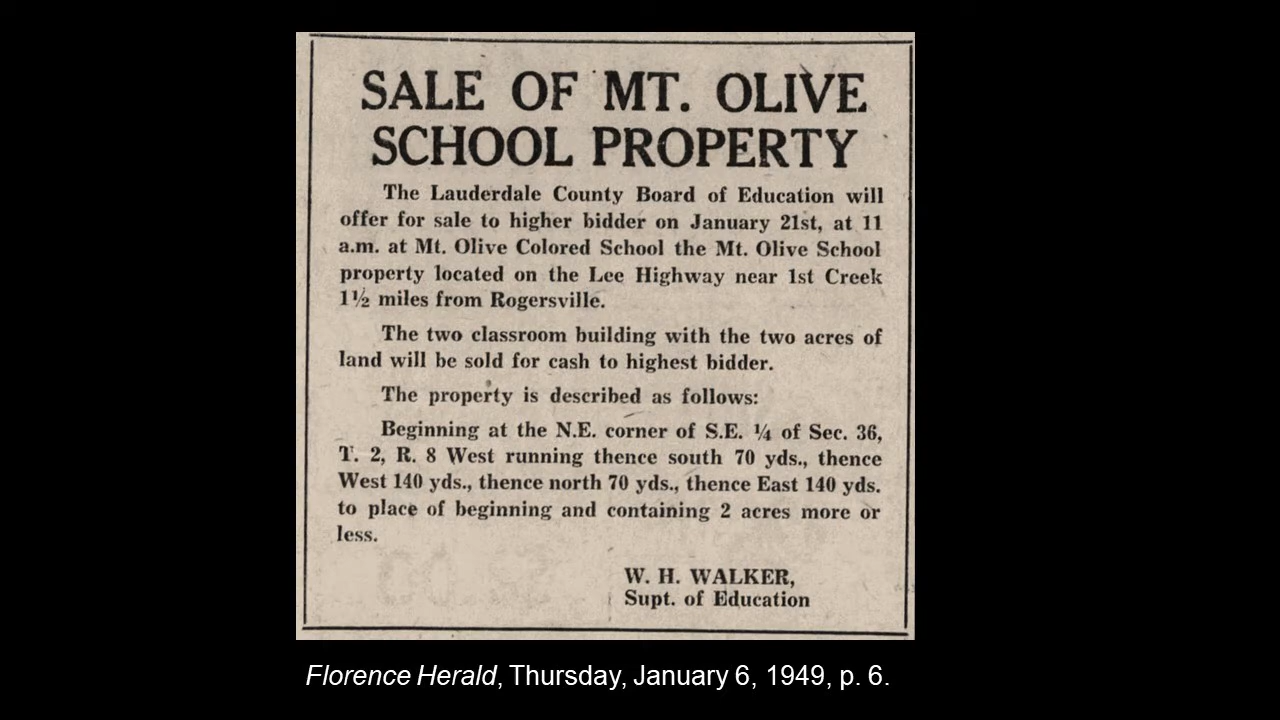 SALE OF MT. OLIVE
SCHOOL PROPERTY
The Lauderdale County Board of Education will
offer for sale to higher bidder on January 21st, at 11
a.m. at Mt. Olive Colored School the Mt. Olive School
property located on the Lee Highway near 1st Creek
1½ miles from Rogersville.
The two classroom building with the two acres of
land will be sold for cash to highest bidder.
The property is described as follows:
Beginning at the N.E. corner of S.E. ¼ of Sec. 36,
T. 2, R. 8 West running thence south 70 yds., thence
West 140 yds., thence north 70 yds., thence East 140 yds.
to place of beginning and containing 2 acres more or
less.
W. H. WALKER,
Supt. of Education
Florence Herald, Thursday, January 6, 1949, p. 6.